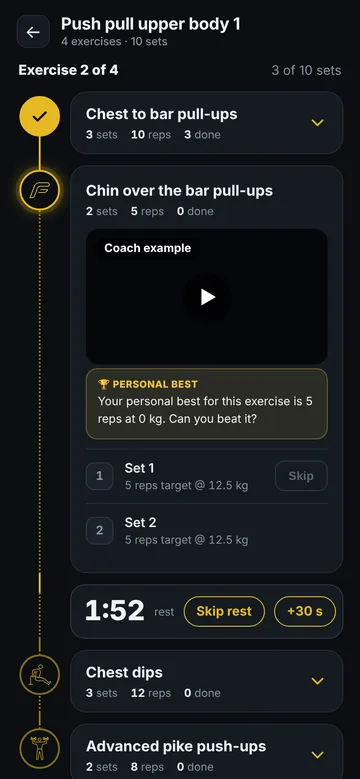 Push pull upper body 1
4 exercises · 10 sets
Exercise 2 of 4
3 of 10 sets
Chest to bar pull-ups
3 sets 10 reps 3 done
Chin over the bar pull-ups
2 sets 5 reps 0 done
Coach example
🏆 PERSONAL BEST
Your personal best for this exercise is 5
reps at 0 kg. Can you beat it?
1
Set 1
5 reps target @ 12.5 kg
Skip
2
Set 2
5 reps target @ 12.5 kg
1:52 rest Skip rest +30 s
Chest dips
3 sets 12 reps 0 done
Advanced pike push-ups
2 sets 8 reps 0 done